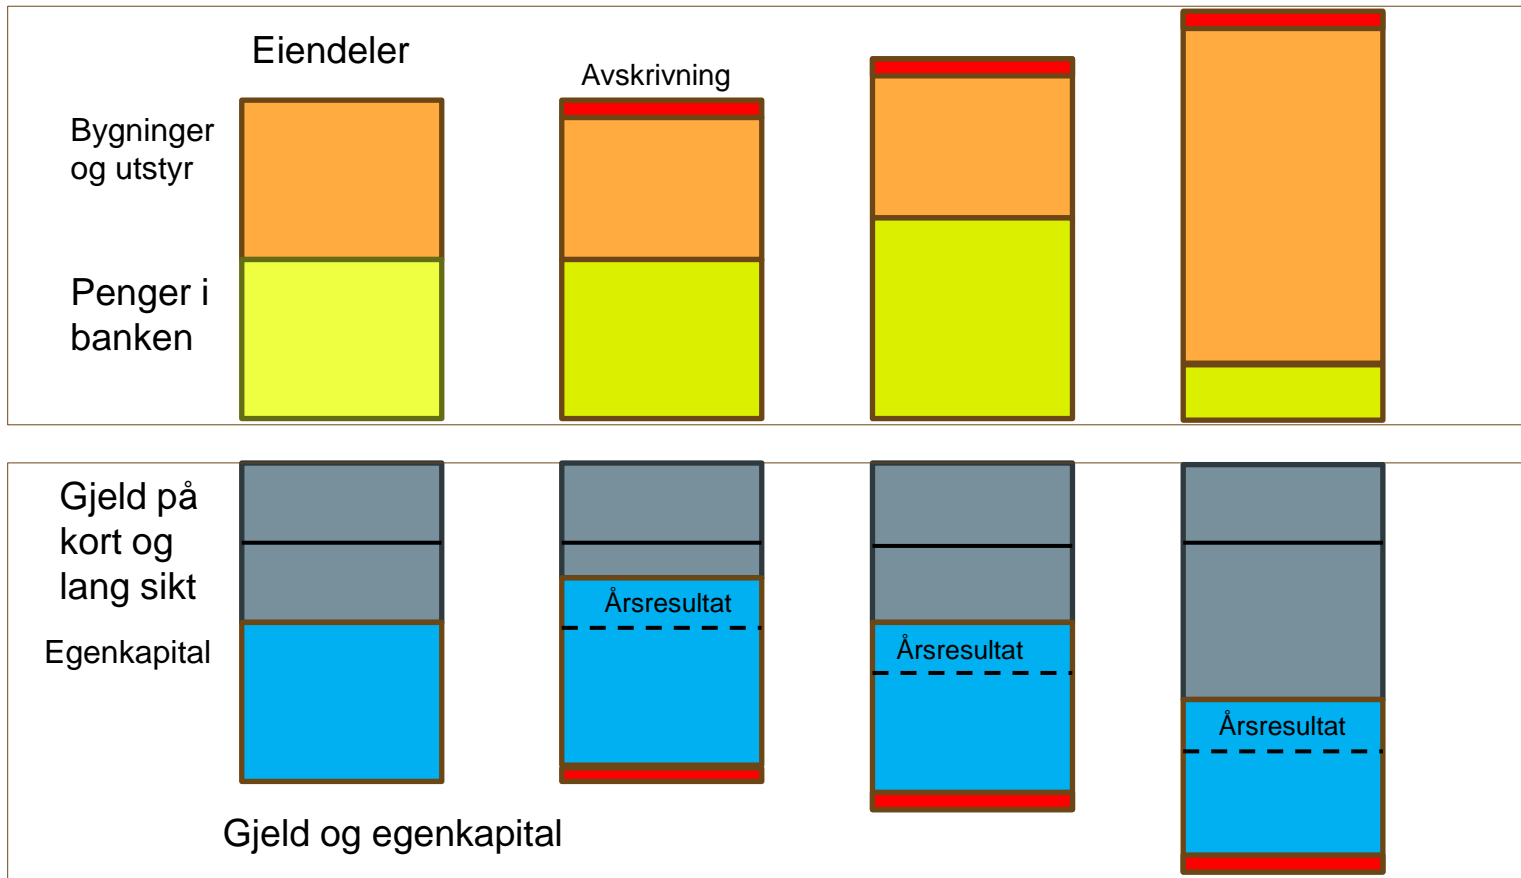 Eiendeler
Avskrivning
Bygninger
og utstyr
Penger i
banken
Gjeld på
kort og
lang sikt
Årsresultat
Egenkapital
Årsresultat
Årsresultat
Gjeld og egenkapital